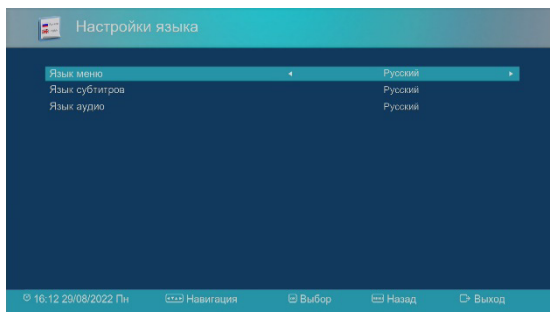 Настройки языка
Язык меню Русский
Язык субтитров Русский
Язык аудио Русский
16:12 29/08/2022 Пн Навигация Выбор Назад Выход